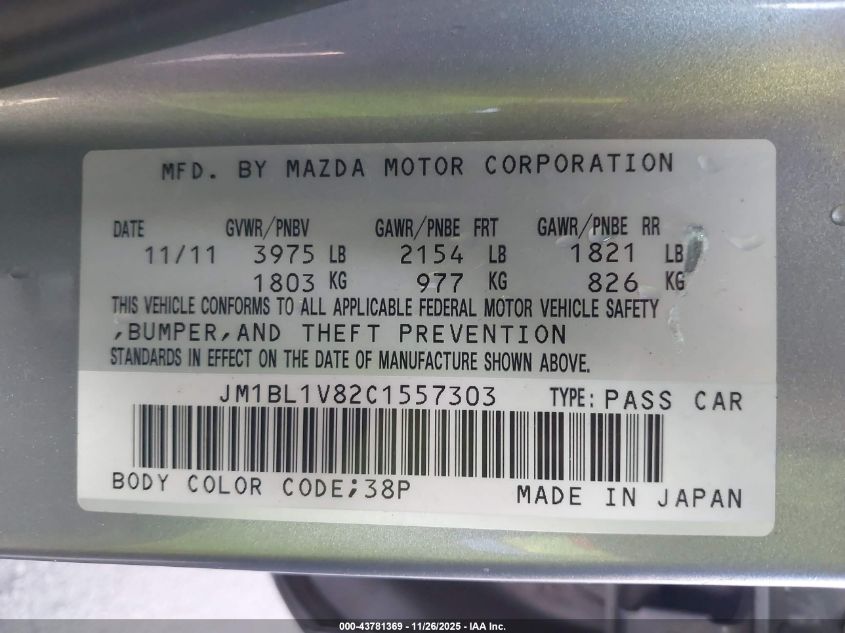 MFD. BY MAZDA MOTOR CORPORATION
DATE GVWR/PNBV GAWR/PNBE FRT GAWR/PNBE RR
11/11 3975 LB 2154 LB 1821 LB
1803 KG 977 KG 826 KG
THIS VEHICLE CONFORMS TO ALL APPLICABLE FEDERAL MOTOR VEHICLE SAFETY
,BUMPER,AND THEFT PREVENTION
STANDARDS IN EFFECT ON THE DATE OF MANUFACTURE SHOWN ABOVE.
JM1BL1V82C1557303 TYPE: PASS CAR
BODY COLOR CODE;38P
MADE IN JAPAN
000-43781369 - 11/26/2025 - IAA Inc.